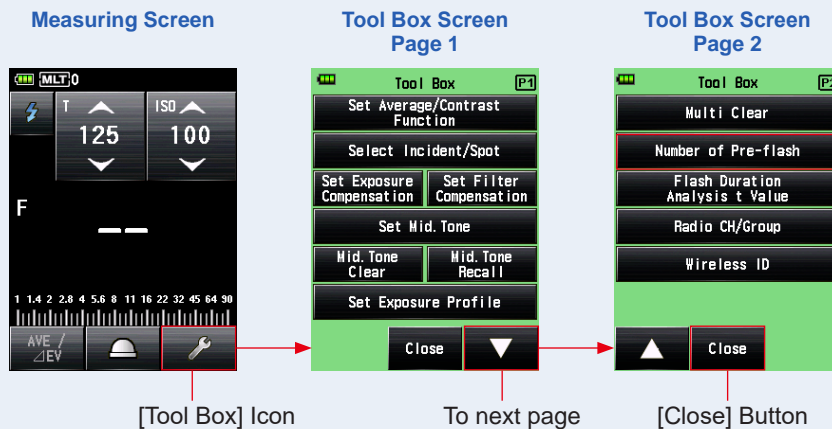 Measuring Screen
MLT 0
T
125
ISO
100
F
1 1.4 2 2.8 4 5.6 8 11 16 22 32 45 64 90
AVE /
⊿EV
[Tool Box] Icon
Tool Box Screen
Page 1
Tool Box
P1
Set Average/Contrast
Function
Select Incident/Spot
Set Exposure
Compensation
Set Filter
Compensation
Set Mid. Tone
Mid. Tone
Clear
Mid. Tone
Recall
Set Exposure Profile
Close
To next page
Tool Box Screen
Page 2
Tool Box
Multi Clear
Number of Pre-flash
Flash Duration
Analysis t Value
Radio CH/Group
Wireless ID
Close
[Close] Button